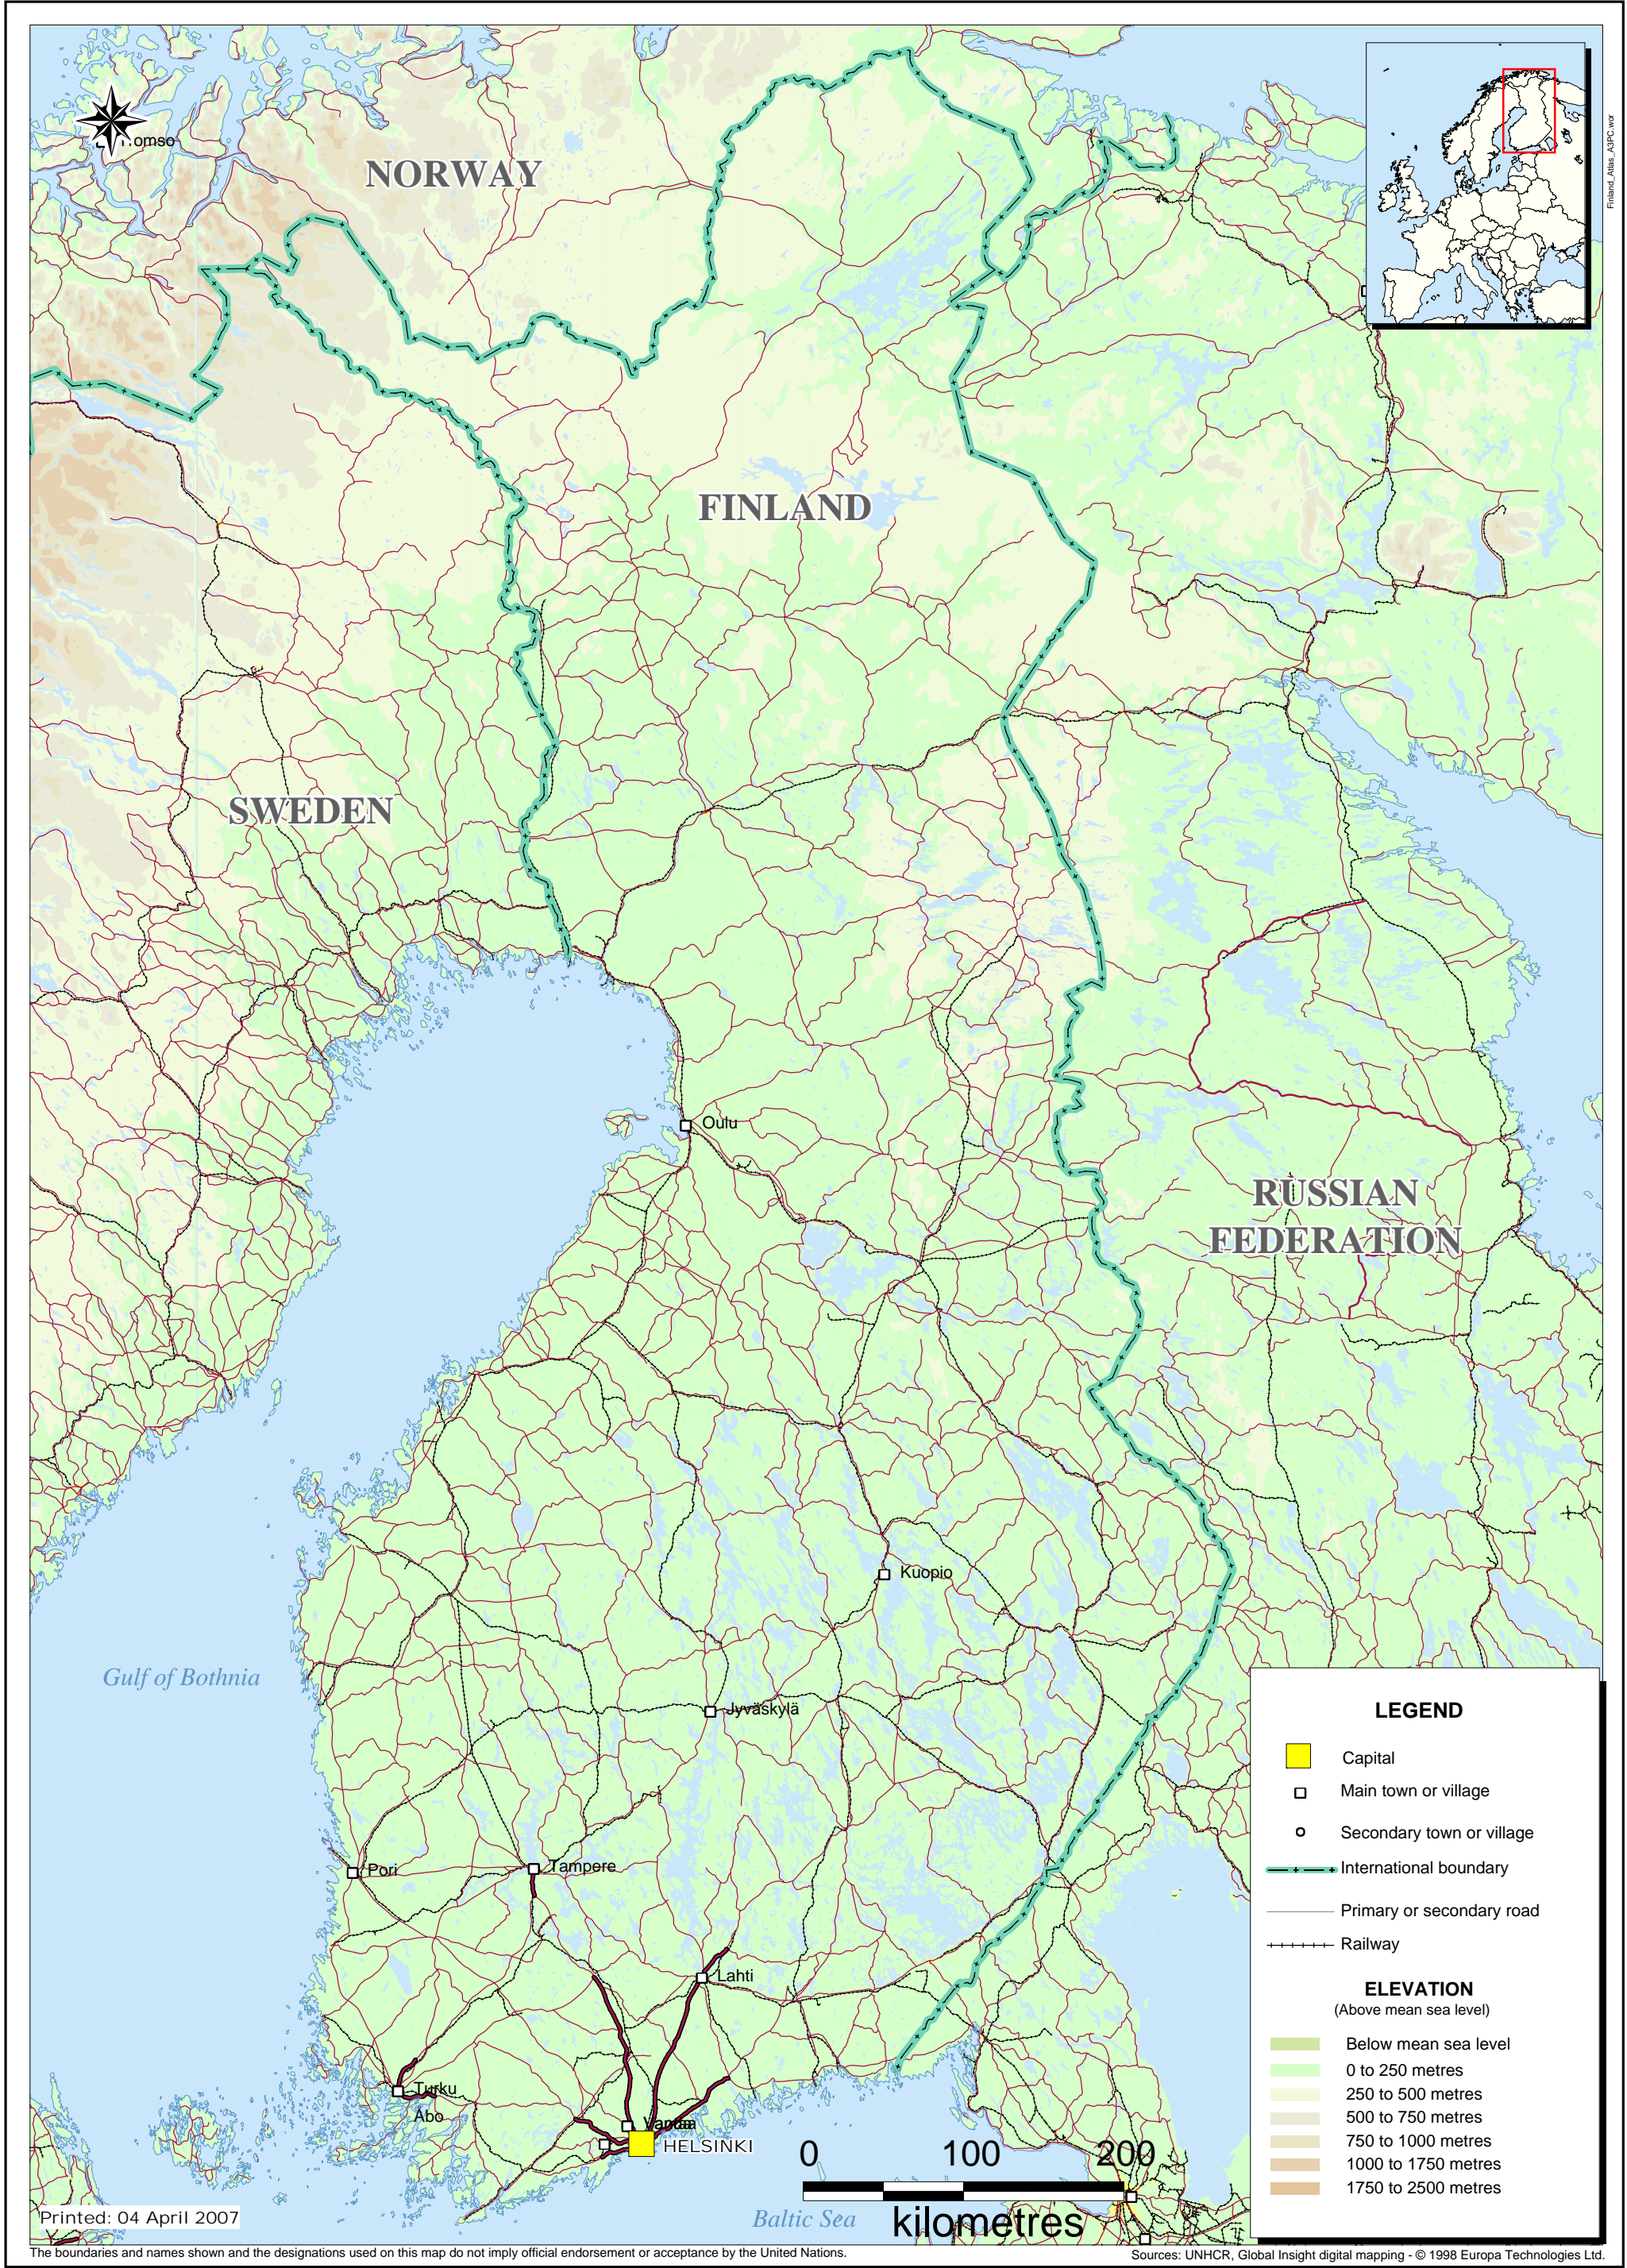 Finland_Atlas_A3PC.wor
omso
NORWAY
FINLAND
SWEDEN
Oulu
RUSSIAN
FEDERATION
Kuopio
Gulf of Bothnia
Jyväskylä
Pori
Tampere
Lahti
Turku
Åbo
Vantaa
HELSINKI
Baltic Sea
0 100 200
kilometres
LEGEND
Capital
Main town or village
Secondary town or village
International boundary
Primary or secondary road
Railway
ELEVATION
(Above mean sea level)
Below mean sea level
0 to 250 metres
250 to 500 metres
500 to 750 metres
750 to 1000 metres
1000 to 1750 metres
1750 to 2500 metres
Printed: 04 April 2007
The boundaries and names shown and the designations used on this map do not imply official endorsement or acceptance by the United Nations.
Sources: UNHCR, Global Insight digital mapping - © 1998 Europa Technologies Ltd.